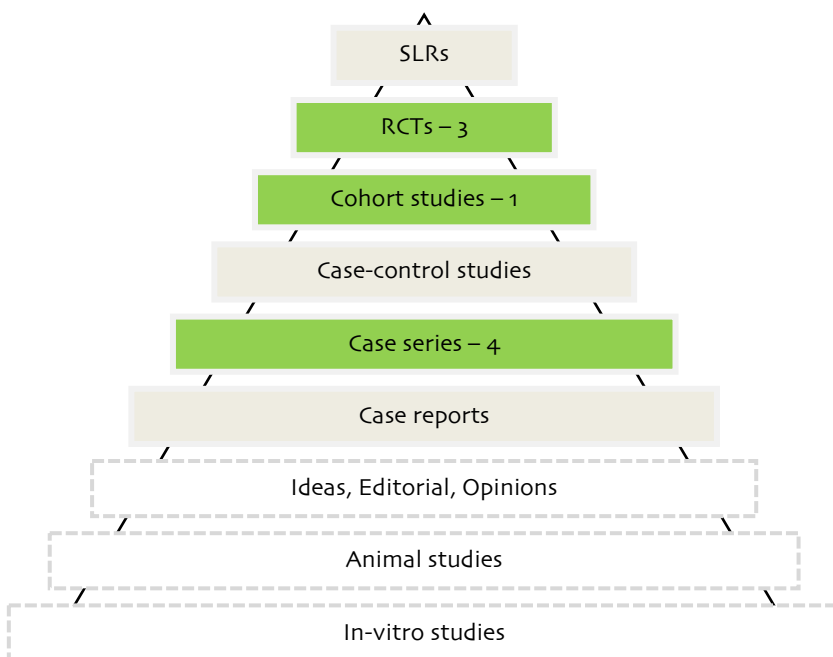 SLRs
RCTs – 3
Cohort studies – 1
Case-control studies
Case series – 4
Case reports
Ideas, Editorial, Opinions
Animal studies
In-vitro studies